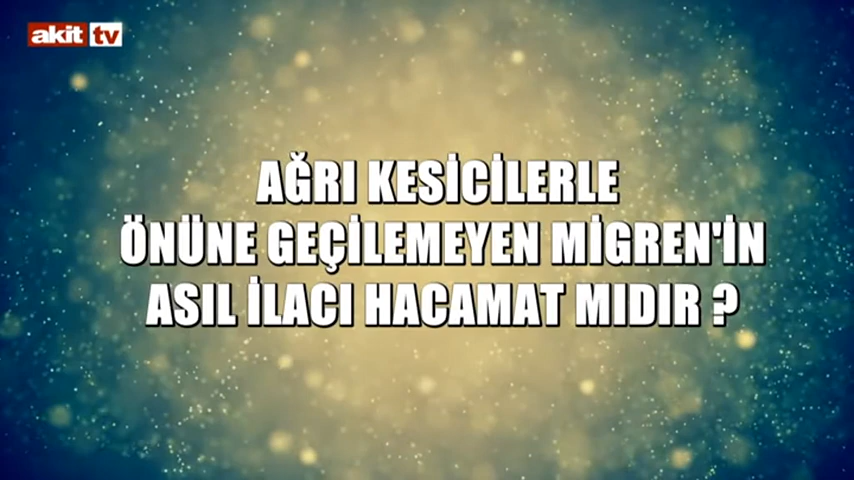 akit tv
AĞRI KESİCİLERLE
ÖNÜNE GEÇİLEMEYEN MİGREN'İN
ASIL İLACI HACAMAT MIDIR ?